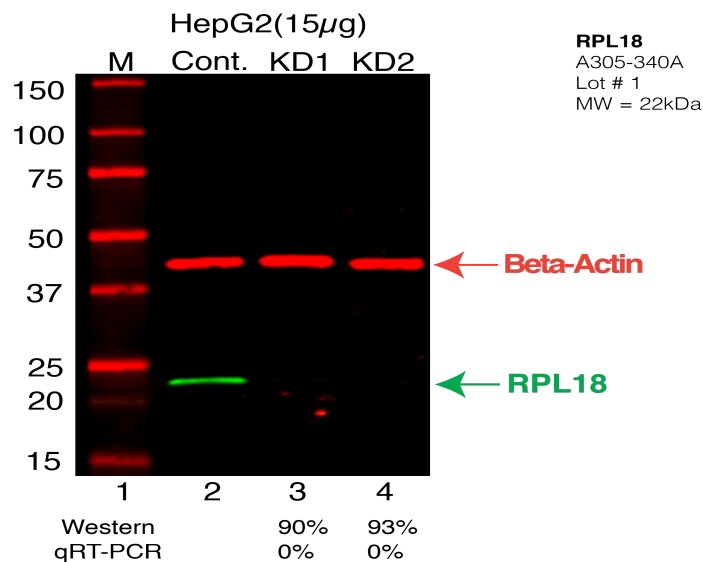 HepG2(15µg)
M Cont. KD1 KD2
RPL18
A305-340A
Lot # 1
MW = 22kDa
150
100
75
50
Beta-Actin
37
25
RPL18
20
15
1 2 3 4
Western 90% 93%
qRT-PCR 0% 0%